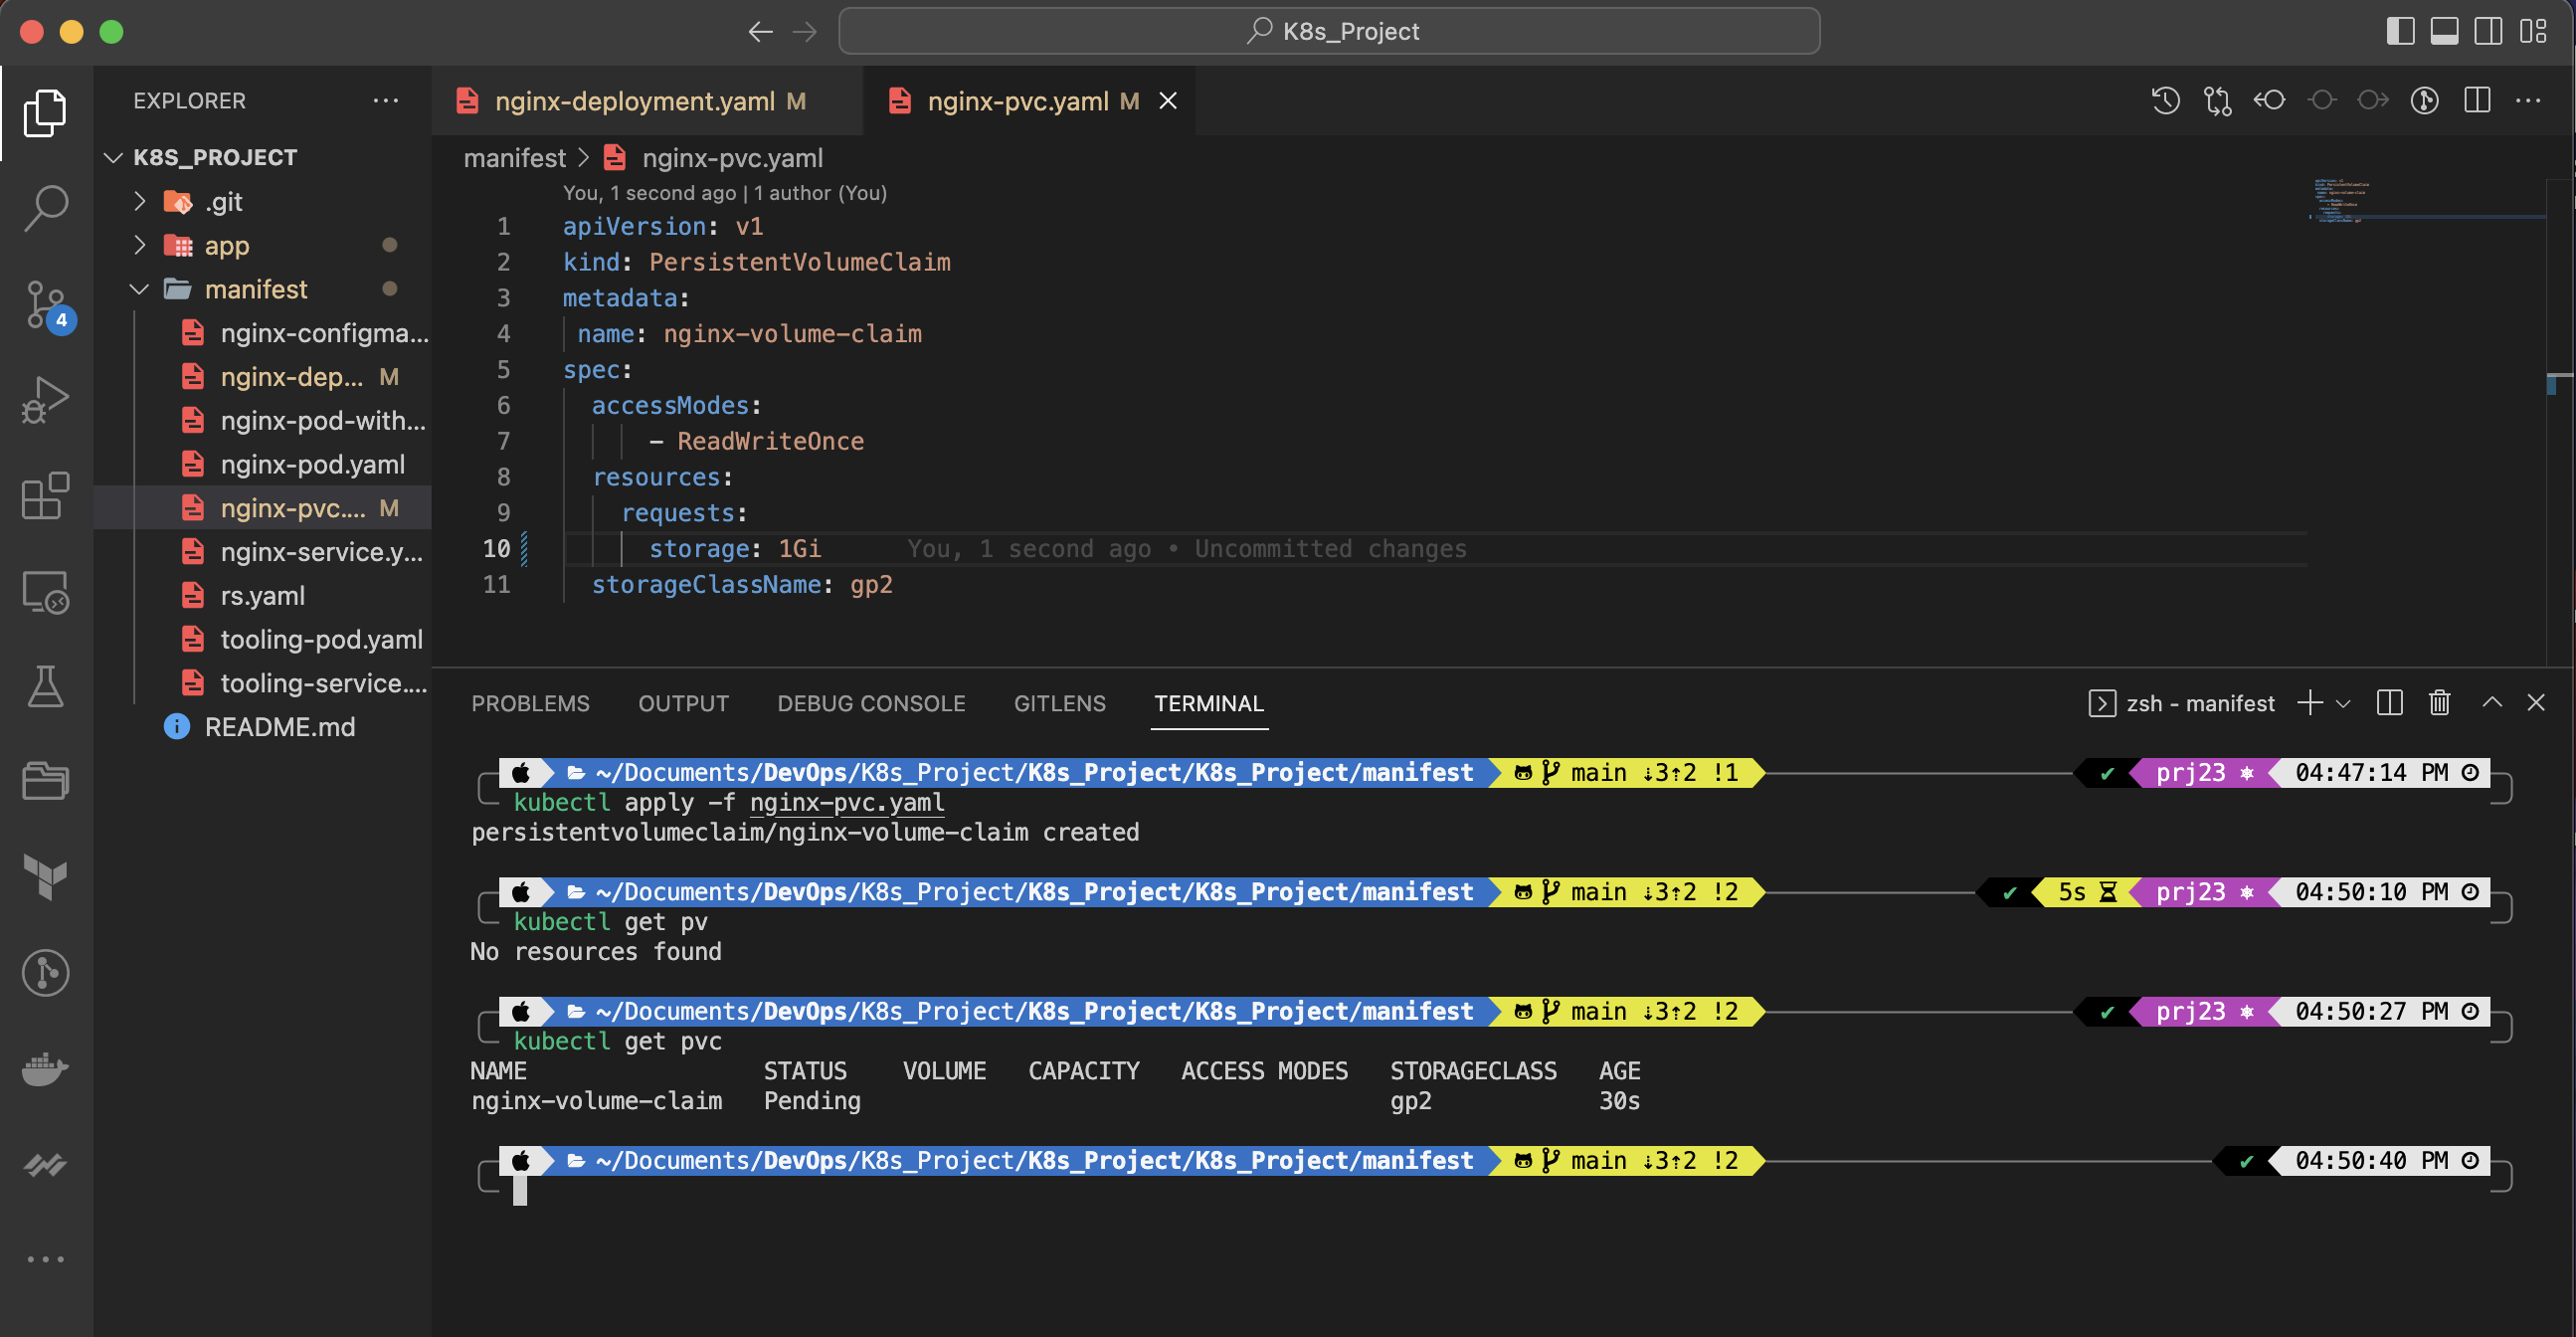 K8s_Project
EXPLORER
K8S_PROJECT
.git
app
manifest
nginx-configma...
nginx-dep... M
nginx-pod-with...
nginx-pod.yaml
nginx-pvc.... M
nginx-service.y...
rs.yaml
tooling-pod.yaml
tooling-service....
README.md
4
nginx-deployment.yaml M
nginx-pvc.yaml M
manifest > nginx-pvc.yaml
You, 1 second ago | 1 author (You)
1 apiVersion: v1
2 kind: PersistentVolumeClaim
3 metadata:
4 name: nginx-volume-claim
5 spec:
6 accessModes:
7 - ReadWriteOnce
8 resources:
9 requests:
10 storage: 1Gi You, 1 second ago • Uncommitted changes
11 storageClassName: gp2
PROBLEMS OUTPUT DEBUG CONSOLE GITLENS TERMINAL
zsh - manifest
~/Documents/DevOps/K8s_Project/K8s_Project/K8s_Project/manifest main ⇣3⇡2 !1 ✔ prj23 04:47:14 PM
kubectl apply -f nginx-pvc.yaml
persistentvolumeclaim/nginx-volume-claim created
~/Documents/DevOps/K8s_Project/K8s_Project/K8s_Project/manifest main ⇣3⇡2 !2 ✔ 5s prj23 04:50:10 PM
kubectl get pv
No resources found
~/Documents/DevOps/K8s_Project/K8s_Project/K8s_Project/manifest main ⇣3⇡2 !2 ✔ prj23 04:50:27 PM
kubectl get pvc
NAME STATUS VOLUME CAPACITY ACCESS MODES STORAGECLASS AGE
nginx-volume-claim Pending gp2 30s
~/Documents/DevOps/K8s_Project/K8s_Project/K8s_Project/manifest main ⇣3⇡2 !2 ✔ 04:50:40 PM